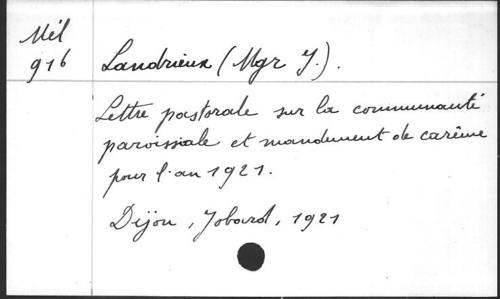 Mél
916
Landrieux (Mgr J.).
Lettre pastorale sur la communauté
paroissiale et mandement de carême
pour l'an 1921.
Dijon, Jobard, 1921